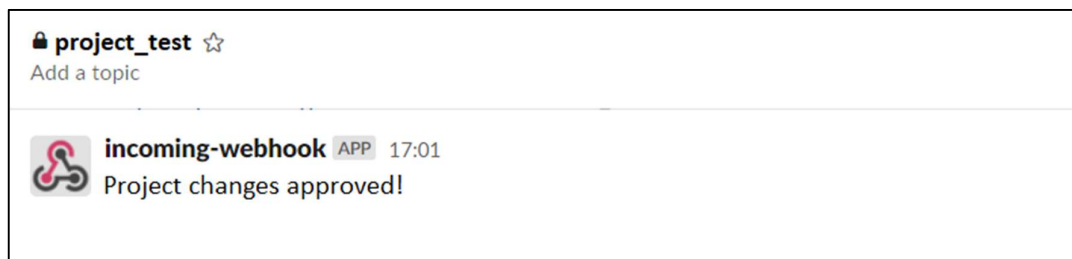 project_test
Add a topic
incoming-webhook APP 17:01
Project changes approved!